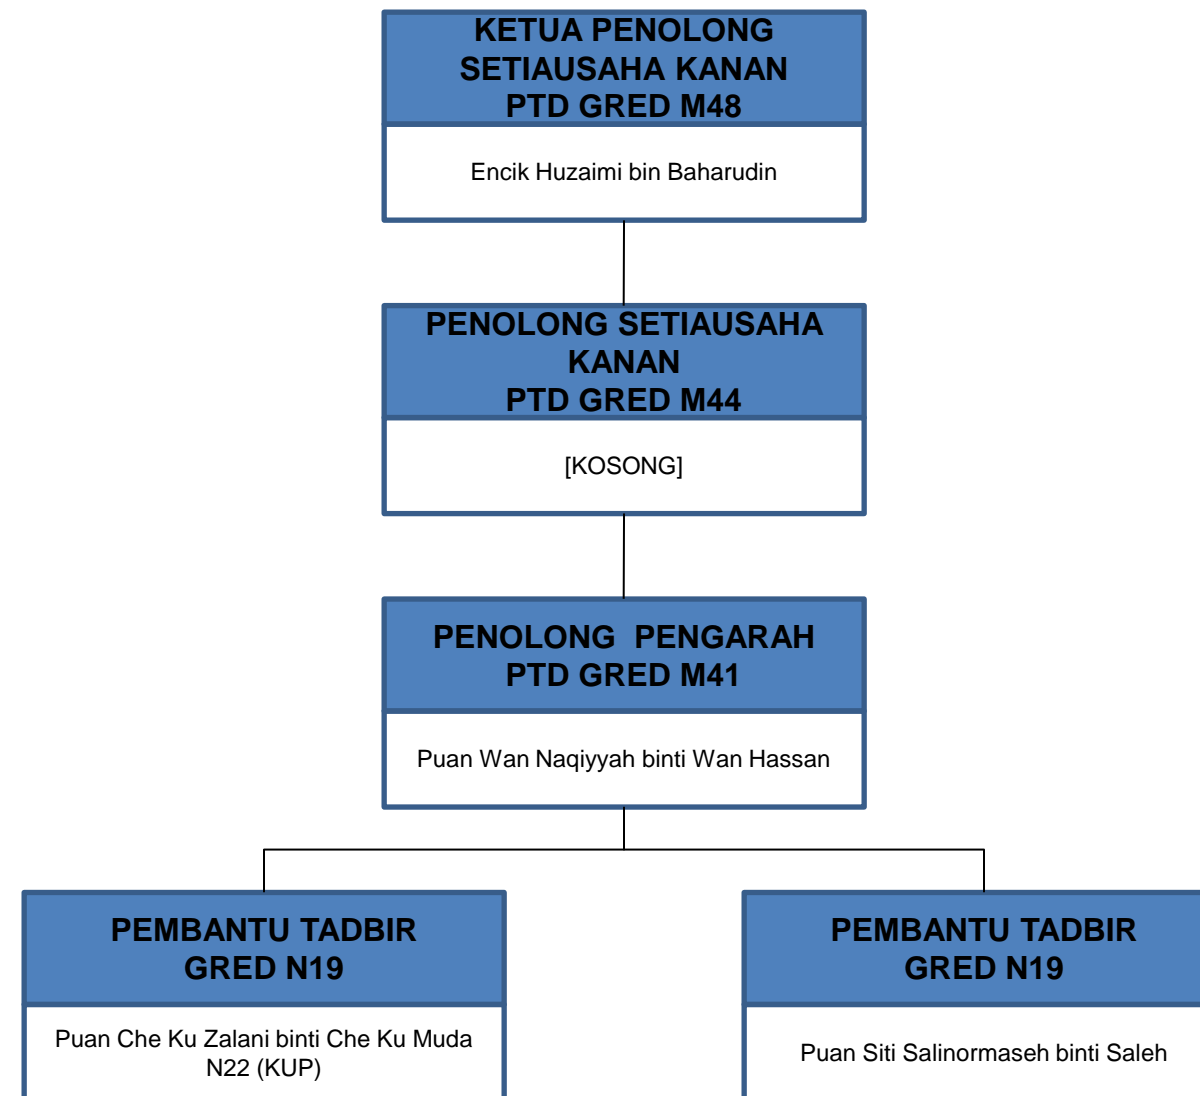 KETUA PENOLONG
SETIAUSAHA KANAN
PTD GRED M48
Encik Huzaimi bin Baharudin
PENOLONG SETIAUSAHA
KANAN
PTD GRED M44
[KOSONG]
PENOLONG PENGARAH
PTD GRED M41
Puan Wan Naqiyyah binti Wan Hassan
PEMBANTU TADBIR
GRED N19
Puan Che Ku Zalani binti Che Ku Muda
N22 (KUP)
PEMBANTU TADBIR
GRED N19
Puan Siti Salinormaseh binti Saleh